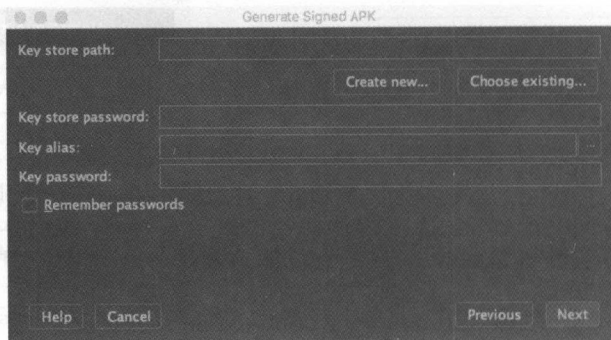 Generate Signed APK
Key store path:
Create new... Choose existing...
Key store password:
Key alias:
...
Key password:
Remember passwords
Help Cancel Previous Next